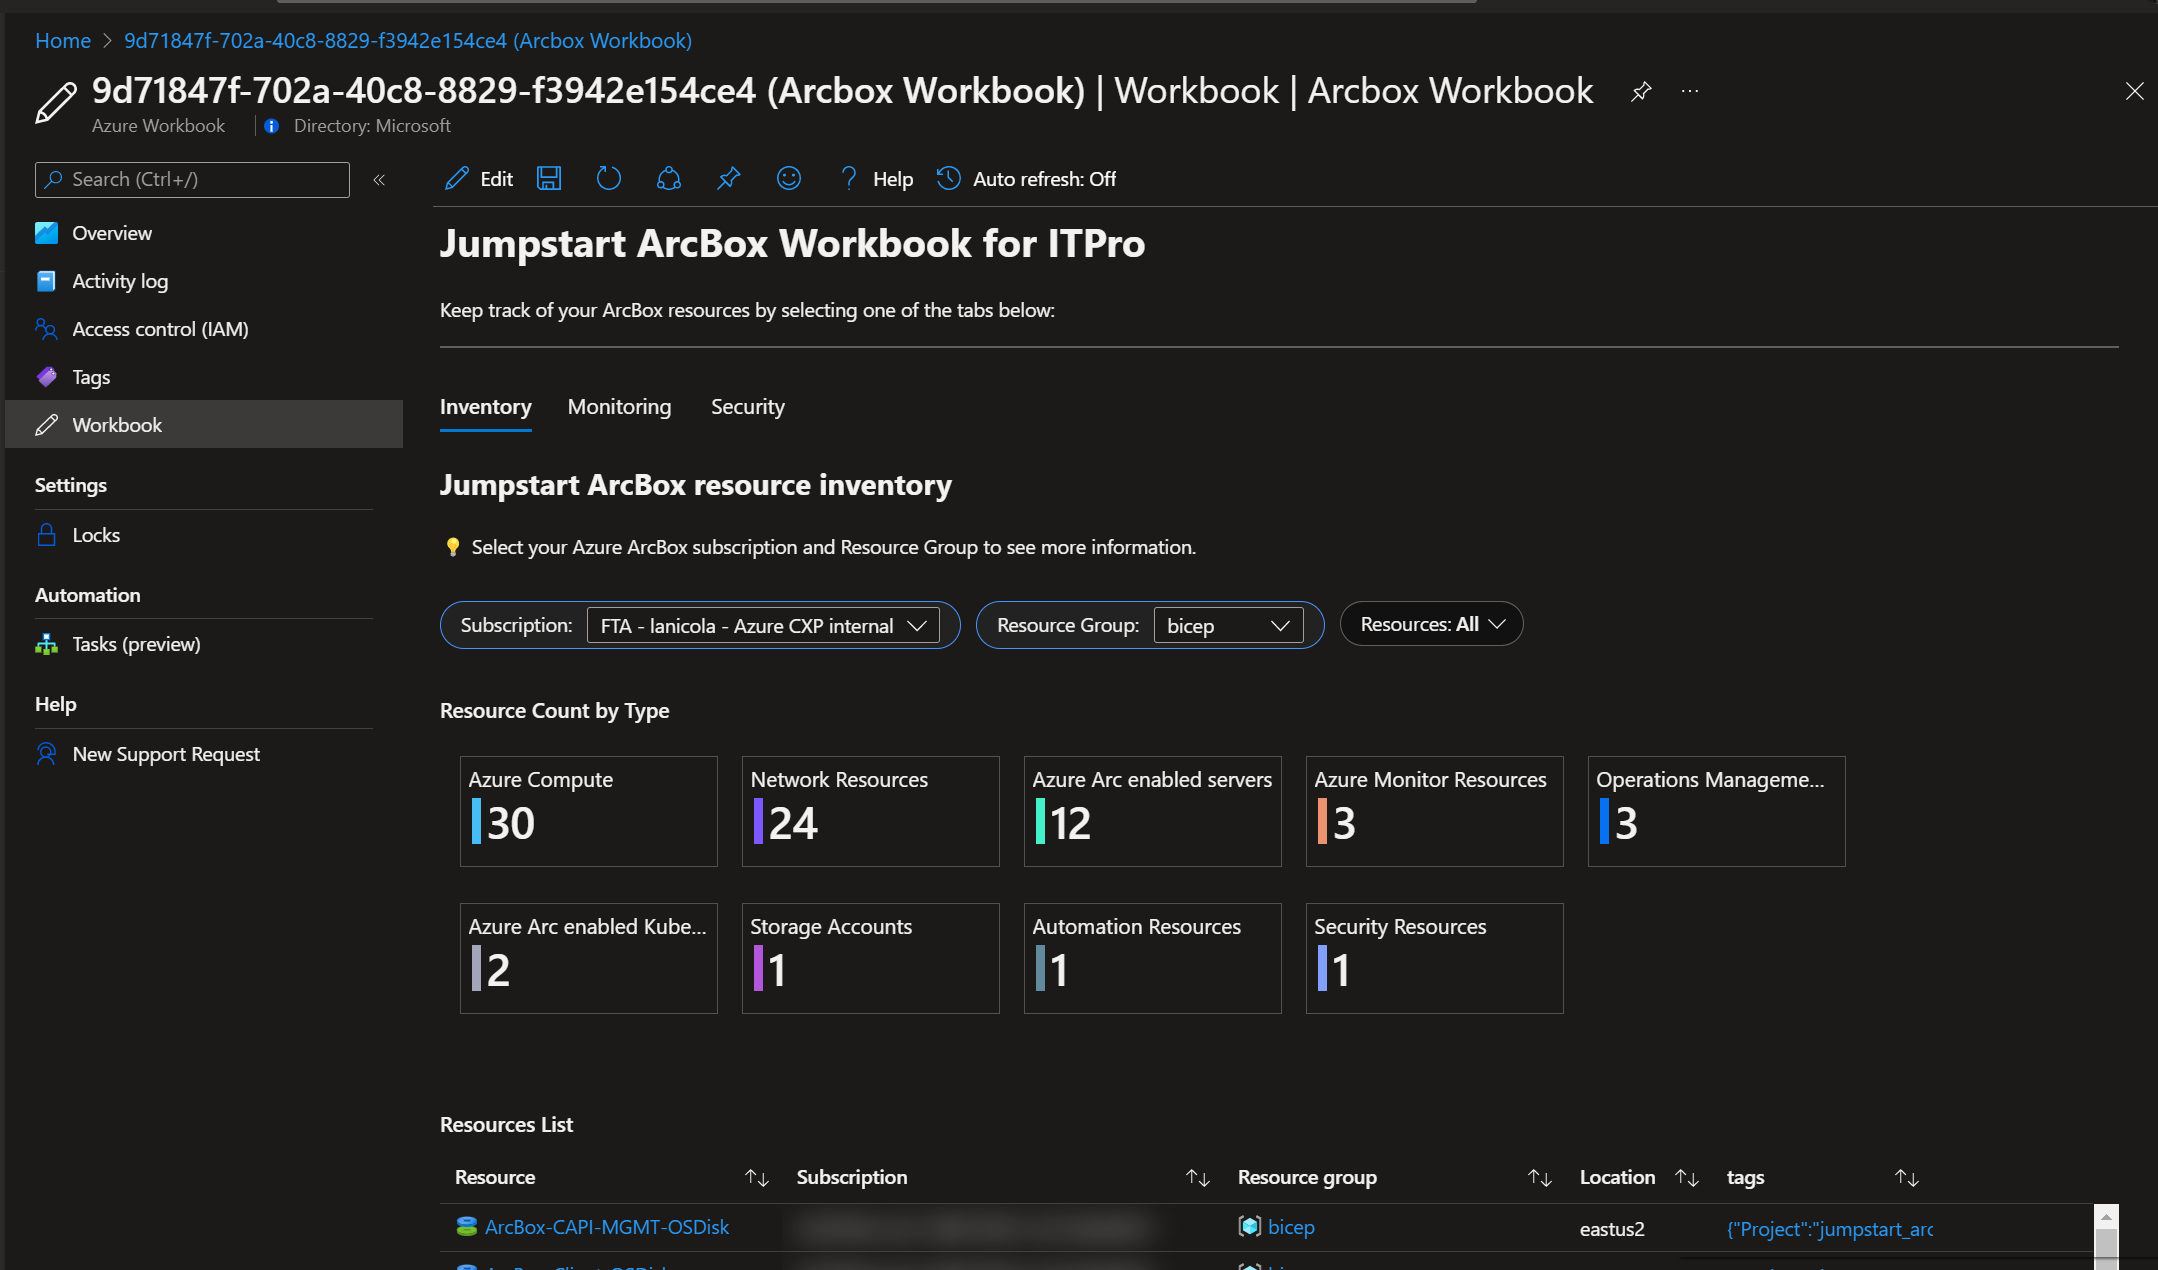 Home > 9d71847f-702a-40c8-8829-f3942e154ce4 (Arcbox Workbook)
9d71847f-702a-40c8-8829-f3942e154ce4 (Arcbox Workbook) | Workbook | Arcbox Workbook
Azure Workbook | Directory: Microsoft
Search (Ctrl+/)
Overview
Activity log
Access control (IAM)
Tags
Workbook
Settings
Locks
Automation
Tasks (preview)
Help
New Support Request
Edit Help Auto refresh: Off
Jumpstart ArcBox Workbook for ITPro
Keep track of your ArcBox resources by selecting one of the tabs below:
Inventory Monitoring Security
Jumpstart ArcBox resource inventory
Select your Azure ArcBox subscription and Resource Group to see more information.
Subscription: FTA - lanicola - Azure CXP internal Resource Group: bicep Resources: All
Resource Count by Type
Azure Compute
30
Network Resources
24
Azure Arc enabled servers
12
Azure Monitor Resources
3
Operations Manageme...
3
Azure Arc enabled Kube...
2
Storage Accounts
1
Automation Resources
1
Security Resources
1
Resources List
Resource Subscription Resource group Location tags
ArcBox-CAPI-MGMT-OSDisk bicep eastus2 {"Project":"jumpstart_arc